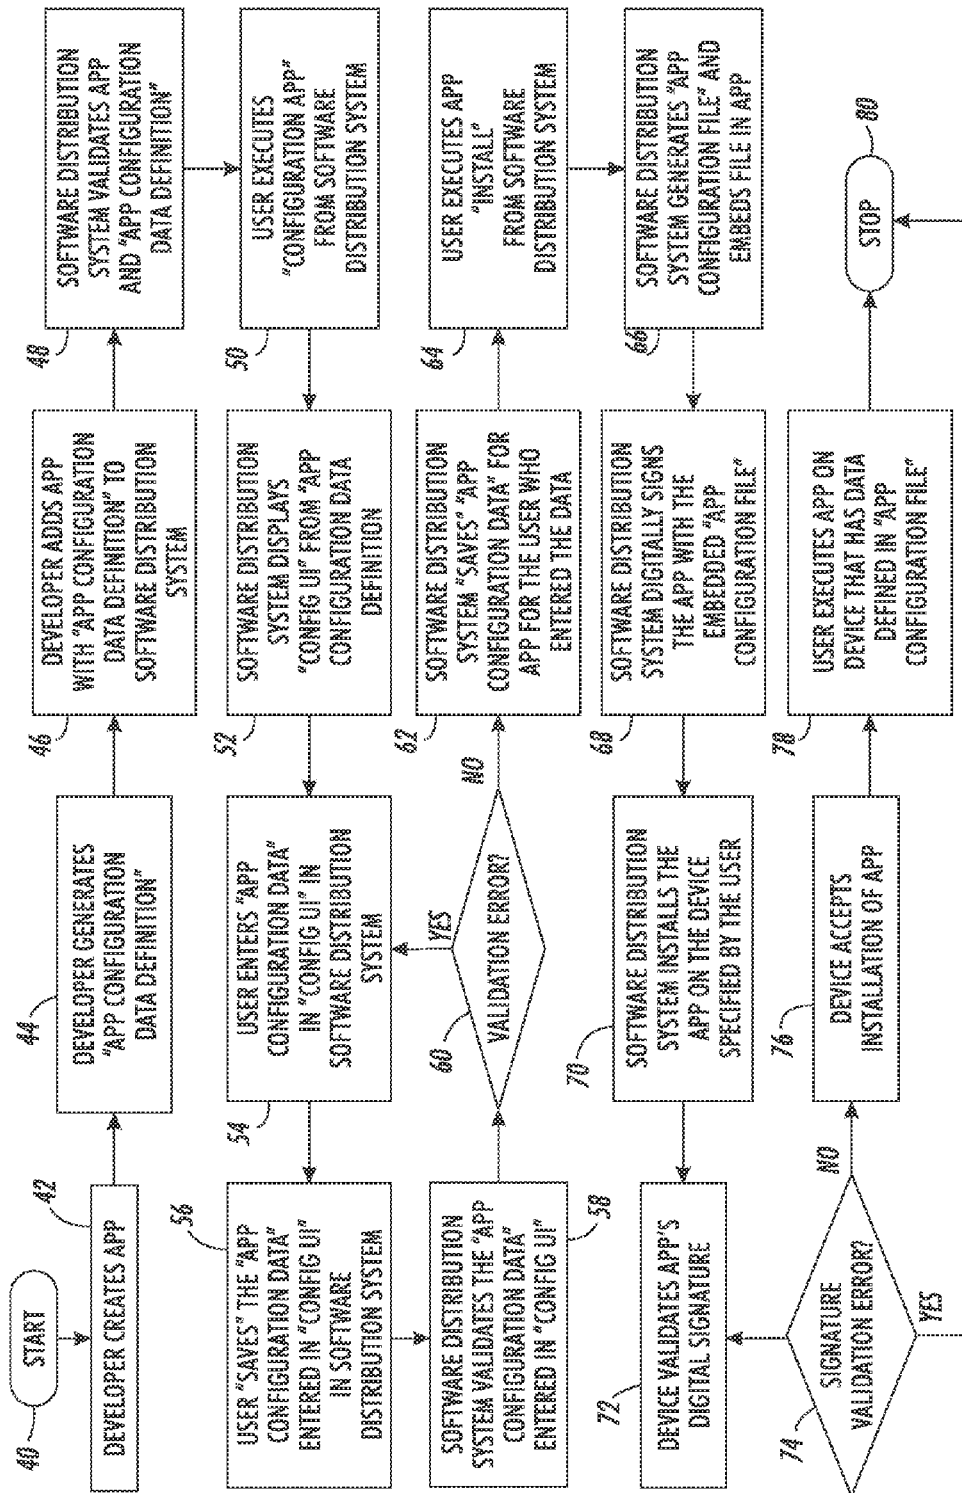 START
40
DEVELOPER CREATES APP
42
DEVELOPER GENERATES
"APP CONFIGURATION
DATA DEFINITION"
44
DEVELOPER ADDS APP
WITH "APP CONFIGURATION
DATA DEFINITION" TO
SOFTWARE DISTRIBUTION
SYSTEM
46
SOFTWARE DISTRIBUTION
SYSTEM VALIDATES APP
AND "APP CONFIGURATION
DATA DEFINITION"
48
USER EXECUTES
"CONFIGURATION APP"
FROM SOFTWARE
DISTRIBUTION SYSTEM
50
SOFTWARE DISTRIBUTION
SYSTEM DISPLAYS
"CONFIG UI" FROM "APP
CONFIGURATION DATA
DEFINITION
52
USER ENTERS "APP
CONFIGURATION DATA"
IN "CONFIG UI" IN
SOFTWARE DISTRIBUTION
SYSTEM
54
USER "SAVES" THE "APP
CONFIGURATION DATA"
ENTERED IN "CONFIG UI"
IN SOFTWARE
DISTRIBUTION SYSTEM
56
SOFTWARE DISTRIBUTION
SYSTEM VALIDATES THE "APP
CONFIGURATION DATA"
ENTERED IN "CONFIG UI"
58
VALIDATION ERROR?
60
YES
NO
SOFTWARE DISTRIBUTION
SYSTEM "SAVES" "APP
CONFIGURATION DATA" FOR
APP FOR THE USER WHO
ENTERED THE DATA
62
USER EXECUTES APP
"INSTALL"
FROM SOFTWARE
DISTRIBUTION SYSTEM
64
SOFTWARE DISTRIBUTION
SYSTEM GENERATES "APP
CONFIGURATION FILE" AND
EMBEDS FILE IN APP
66
SOFTWARE DISTRIBUTION
SYSTEM DIGITALLY SIGNS
THE APP WITH THE
EMBEDDED "APP
CONFIGURATION FILE"
68
SOFTWARE DISTRIBUTION
SYSTEM INSTALLS THE
APP ON THE DEVICE
SPECIFIED BY THE USER
70
DEVICE VALIDATES APP'S
DIGITAL SIGNATURE
72
SIGNATURE
VALIDATION ERROR?
74
YES
NO
DEVICE ACCEPTS
INSTALLATION OF APP
76
USER EXECUTES APP ON
DEVICE THAT HAS DATA
DEFINED IN "APP
CONFIGURATION FILE"
78
STOP
80